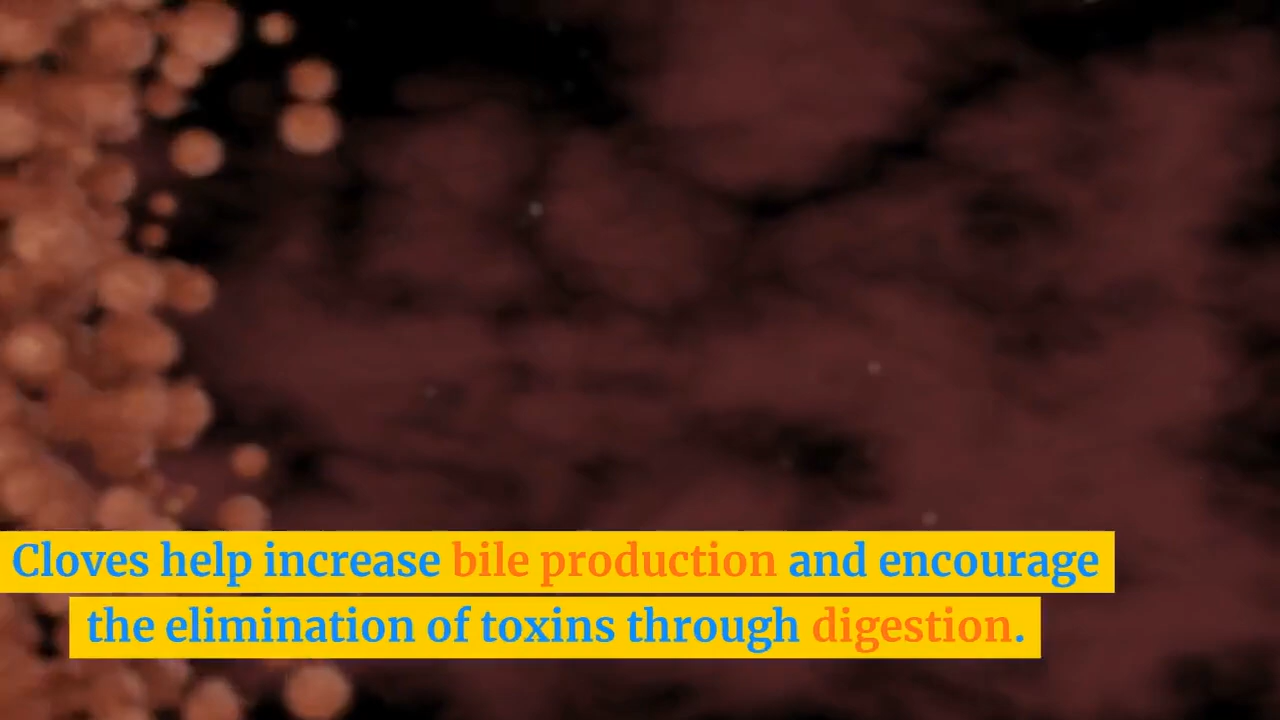 Cloves help increase bile production and encourage
the elimination of toxins through digestion.